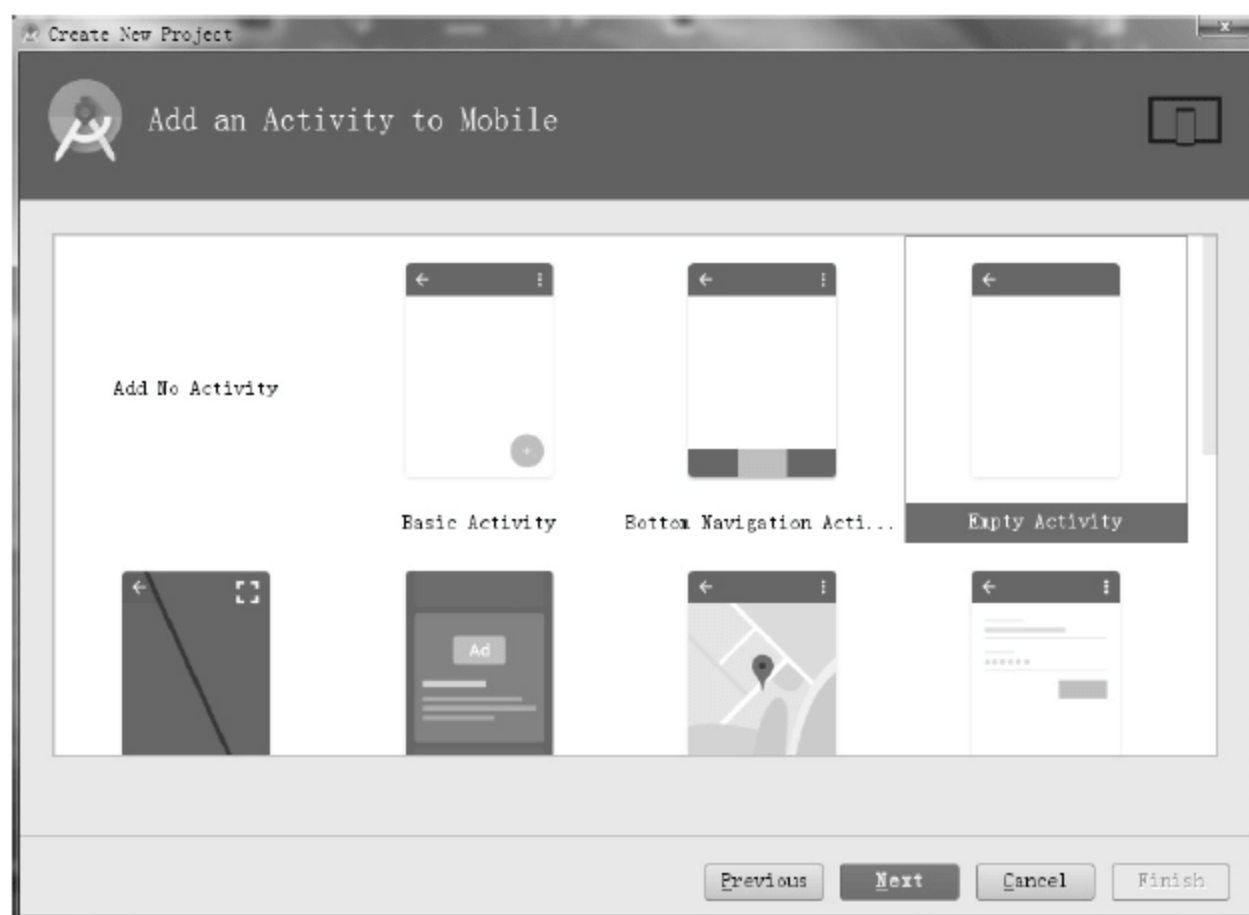 Create New Project
x
Add an Activity to Mobile
Add No Activity
Basic Activity
Bottom Navigation Acti...
Empty Activity
Ad
Previous
Next
Cancel
Finish